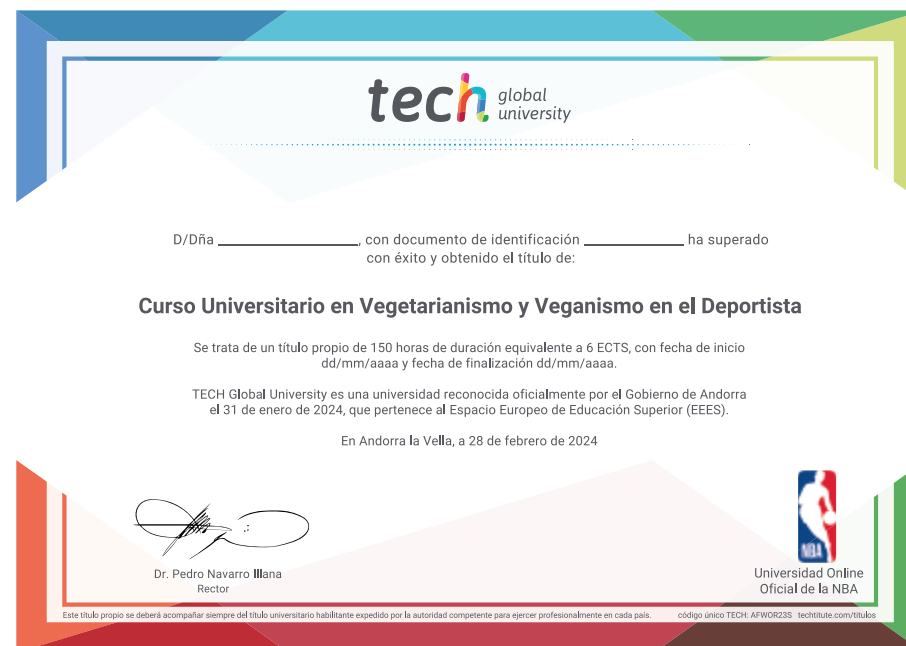 tech global university
D/Dña ____________________, con documento de identificación ______________ ha superado
con éxito y obtenido el título de:
Curso Universitario en Vegetarianismo y Veganismo en el Deportista
Se trata de un título propio de 150 horas de duración equivalente a 6 ECTS, con fecha de inicio
dd/mm/aaaa y fecha de finalización dd/mm/aaaa.
TECH Global University es una universidad reconocida oficialmente por el Gobierno de Andorra
el 31 de enero de 2024, que pertenece al Espacio Europeo de Educación Superior (EEES).
En Andorra la Vella, a 28 de febrero de 2024
Dr. Pedro Navarro Illana
Rector
NBA
Universidad Online
Oficial de la NBA
Este título propio se deberá acompañar siempre del título universitario habilitante expedido por la autoridad competente para ejercer profesionalmente en cada país. código único TECH: AFWOR23S techtitute.com/titulos